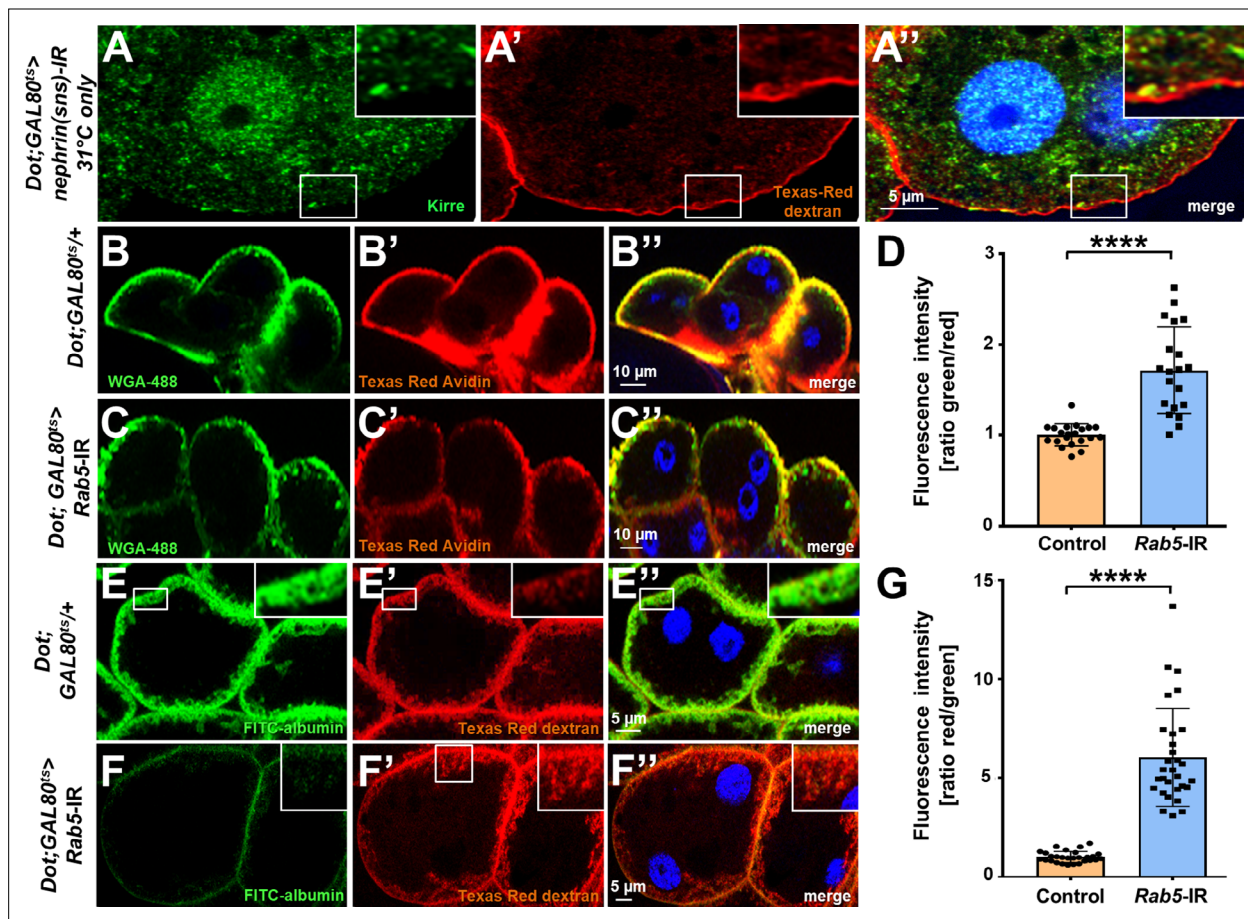 A
A'
A''
Dot;GAL80ts>
nephrin(sns)-IR
31°C only
Kirre
Texas-Red
dextran
5 µm
merge
B
B'
B''
Dot;GAL80ts/+
WGA-488
Texas Red Avidin
10 µm
merge
C
C'
C''
Dot; GAL80ts>
Rab5-IR
WGA-488
Texas Red Avidin
10 µm
merge
D
****
Fluorescence intensity
[ratio green/red]
3
2
1
0
Control
Rab5-IR
E
E'
E''
Dot;
GAL80ts/+
FITC-albumin
Texas Red dextran
5 µm
merge
F
F'
F''
Dot;GAL80ts>
Rab5-IR
FITC-albumin
Texas Red dextran
5 µm
merge
G
****
Fluorescence intensity
[ratio red/green]
15
10
5
0
Control
Rab5-IR